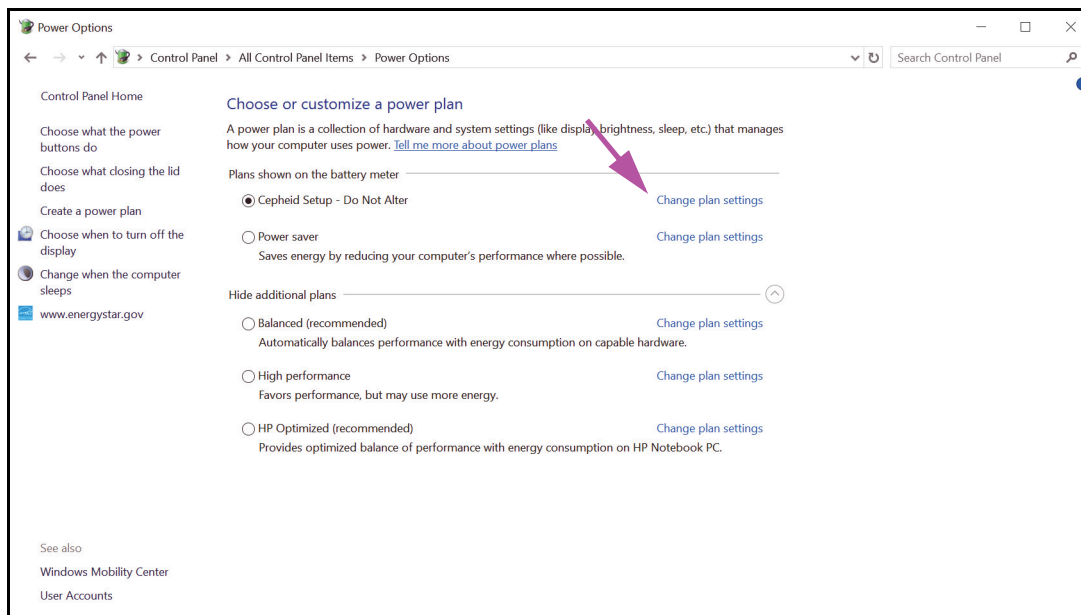 Power Options
Control Panel > All Control Panel Items > Power Options
Search Control Panel
Control Panel Home
Choose what the power
buttons do
Choose what closing the lid
does
Create a power plan
Choose when to turn off the
display
Change when the computer
sleeps
www.energystar.gov
See also
Windows Mobility Center
User Accounts
Choose or customize a power plan
A power plan is a collection of hardware and system settings (like display brightness, sleep, etc.) that manages
how your computer uses power. Tell me more about power plans
Plans shown on the battery meter
Cepheid Setup - Do Not Alter Change plan settings
Power saver Change plan settings
Saves energy by reducing your computer's performance where possible.
Hide additional plans
Balanced (recommended) Change plan settings
Automatically balances performance with energy consumption on capable hardware.
High performance Change plan settings
Favors performance, but may use more energy.
HP Optimized (recommended) Change plan settings
Provides optimized balance of performance with energy consumption on HP Notebook PC.